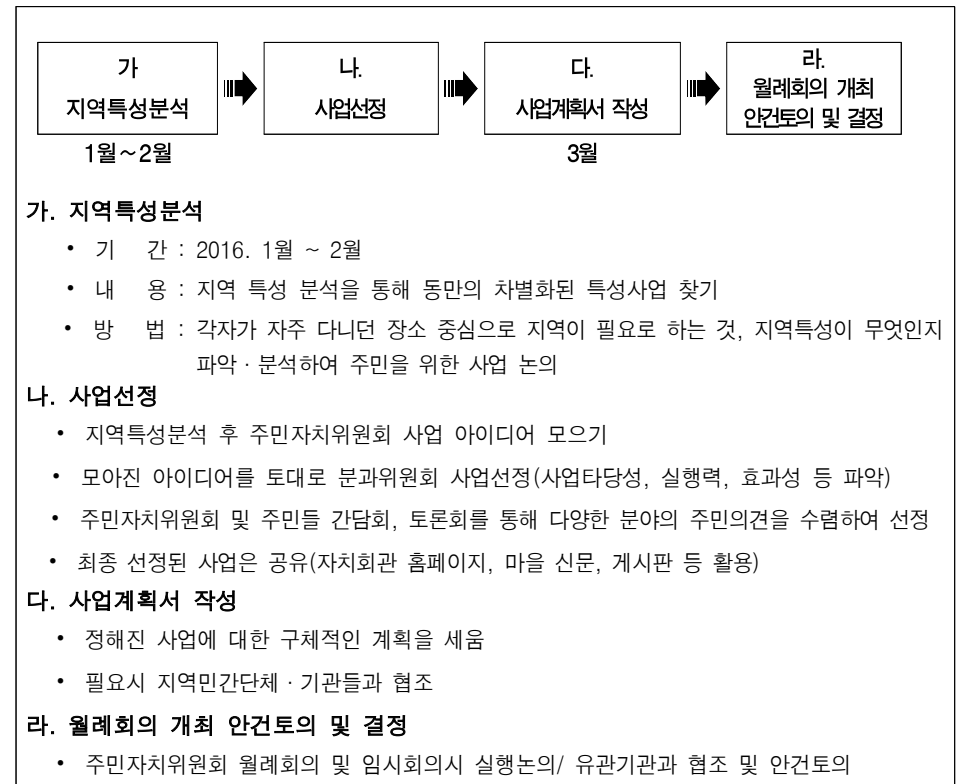 가
지역특성분석
나.
사업선정
다.
사업계획서 작성
라.
월례회의 개최
안건토의 및 결정
1월~2월
3월
가. 지역특성분석
• 기 간 : 2016. 1월 ~ 2월
• 내 용 : 지역 특성 분석을 통해 동만의 차별화된 특성사업 찾기
• 방 법 : 각자가 자주 다니던 장소 중심으로 지역이 필요로 하는 것, 지역특성이 무엇인지
파악·분석하여 주민을 위한 사업 논의
나. 사업선정
• 지역특성분석 후 주민자치위원회 사업 아이디어 모으기
• 모아진 아이디어를 토대로 분과위원회 사업선정(사업타당성, 실행력, 효과성 등 파악)
• 주민자치위원회 및 주민들 간담회, 토론회를 통해 다양한 분야의 주민의견을 수렴하여 선정
• 최종 선정된 사업은 공유(자치회관 홈페이지, 마을 신문, 게시판 등 활용)
다. 사업계획서 작성
• 정해진 사업에 대한 구체적인 계획을 세움
• 필요시 지역민간단체·기관들과 협조
라. 월례회의 개최 안건토의 및 결정
• 주민자치위원회 월례회의 및 임시회의시 실행논의/ 유관기관과 협조 및 안건토의